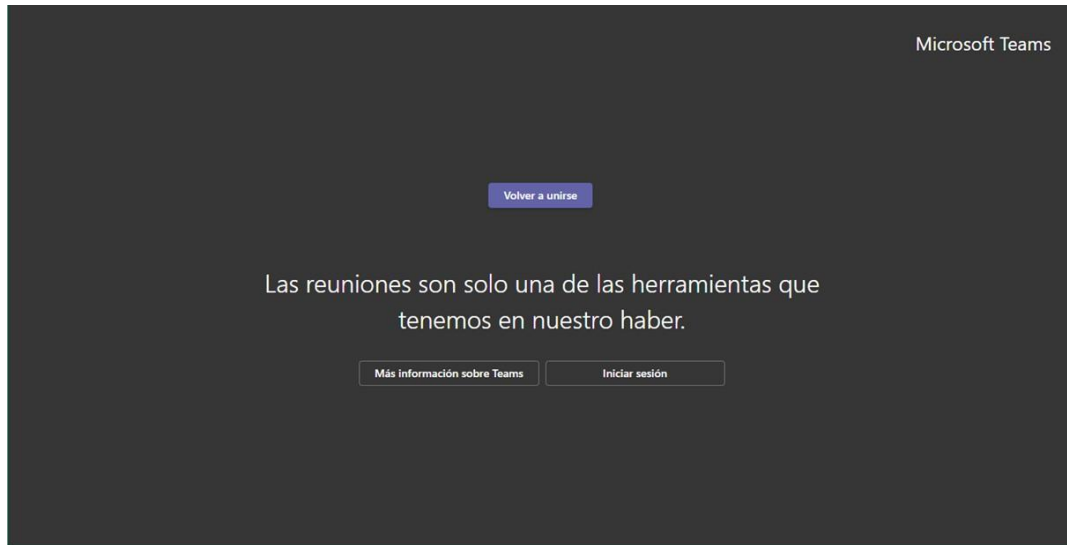 Microsoft Teams
Volver a unirse
Las reuniones son solo una de las herramientas que
tenemos en nuestro haber.
Más información sobre Teams
Iniciar sesión